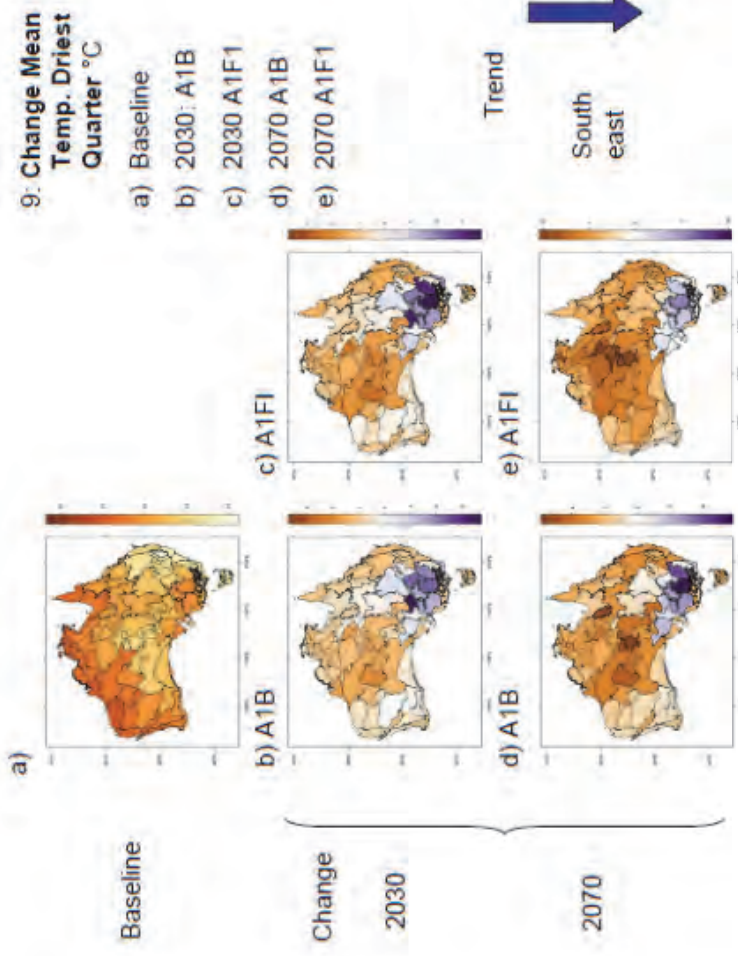 9: Change Mean
Temp. Driest
Quarter °C
a) Baseline
b) 2030: A1B
c) 2030 A1F1
d) 2070 A1B
e) 2070 A1F1
Trend
South
east
a)
Baseline
b) A1B
c) A1FI
Change
2030
d) A1B
e) A1FI
2070